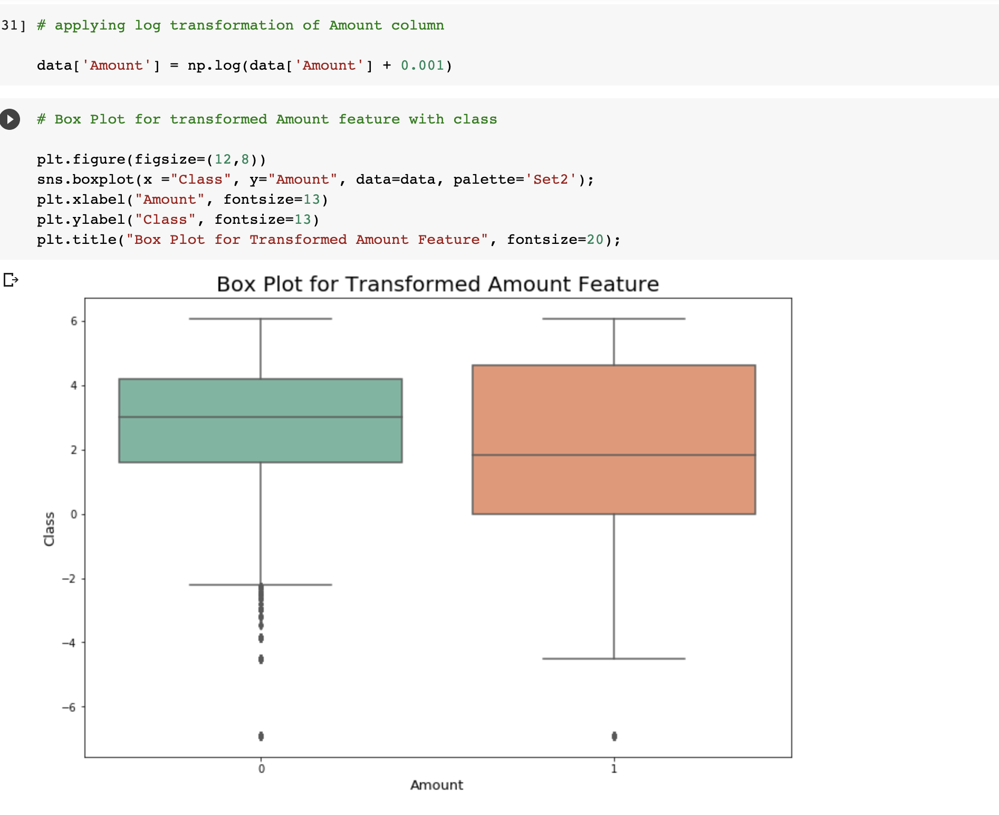 31] # applying log transformation of Amount column
data['Amount'] = np.log(data['Amount'] + 0.001)
# Box Plot for transformed Amount feature with class
plt.figure(figsize=(12,8))
sns.boxplot(x ="Class", y="Amount", data=data, palette='Set2');
plt.xlabel("Amount", fontsize=13)
plt.ylabel("Class", fontsize=13)
plt.title("Box Plot for Transformed Amount Feature", fontsize=20);
Box Plot for Transformed Amount Feature
6
4
2
0
−2
−4
−6
Class
0 1
Amount